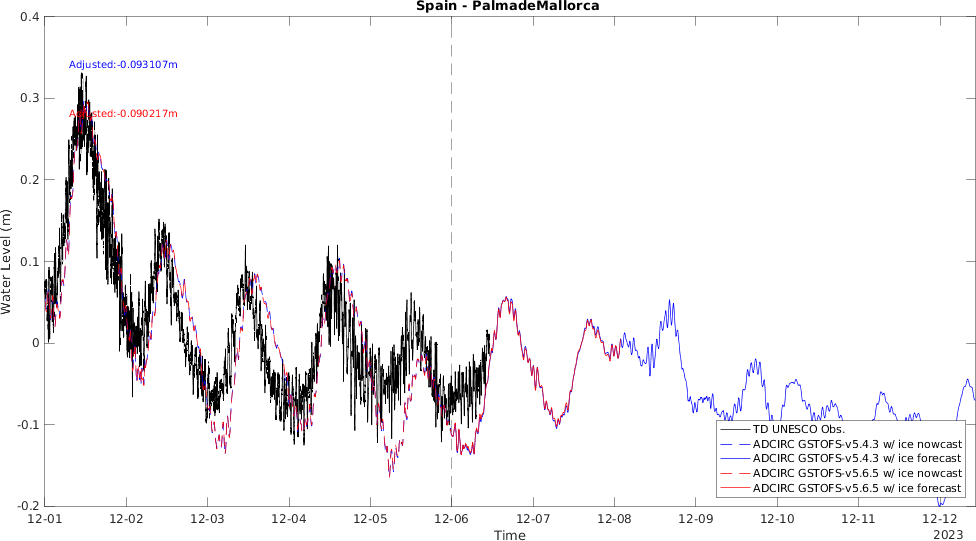 Spain - PalmadeMallorca
0.4
0.3
0.2
0.1
0
-0.1
-0.2
Water Level (m)
Adjusted:-0.093107m
Adjusted:-0.090217m
TD UNESCO Obs.
ADCIRC GSTOFS-v5.4.3 w/ ice nowcast
ADCIRC GSTOFS-v5.4.3 w/ ice forecast
ADCIRC GSTOFS-v5.6.5 w/ ice nowcast
ADCIRC GSTOFS-v5.6.5 w/ ice forecast
12-01 12-02 12-03 12-04 12-05 12-06 12-07 12-08 12-09 12-10 12-11 12-12
Time
2023